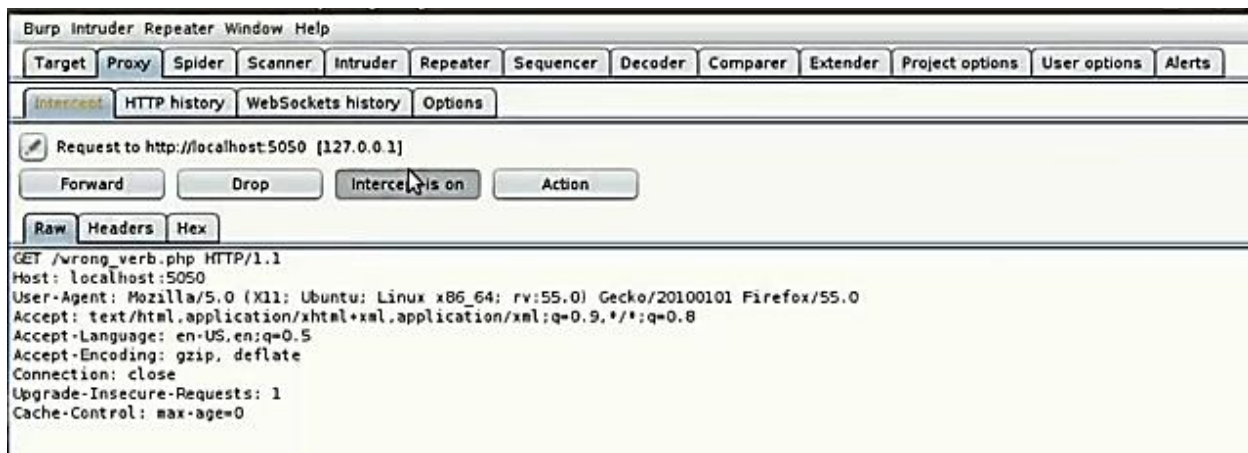 Burp Intruder Repeater Window Help
Target Proxy Spider Scanner Intruder Repeater Sequencer Decoder Comparer Extender Project options User options Alerts
Intercept HTTP history WebSockets history Options
Request to http://localhost:5050 [127.0.0.1]
Forward Drop Intercept is on Action
Raw Headers Hex
GET /wrong_verb.php HTTP/1.1
Host: localhost:5050
User-Agent: Mozilla/5.0 (X11; Ubuntu; Linux x86_64; rv:55.0) Gecko/20100101 Firefox/55.0
Accept: text/html,application/xhtml+xml,application/xml;q=0.9,*/*;q=0.8
Accept-Language: en-US,en;q=0.5
Accept-Encoding: gzip, deflate
Connection: close
Upgrade-Insecure-Requests: 1
Cache-Control: max-age=0